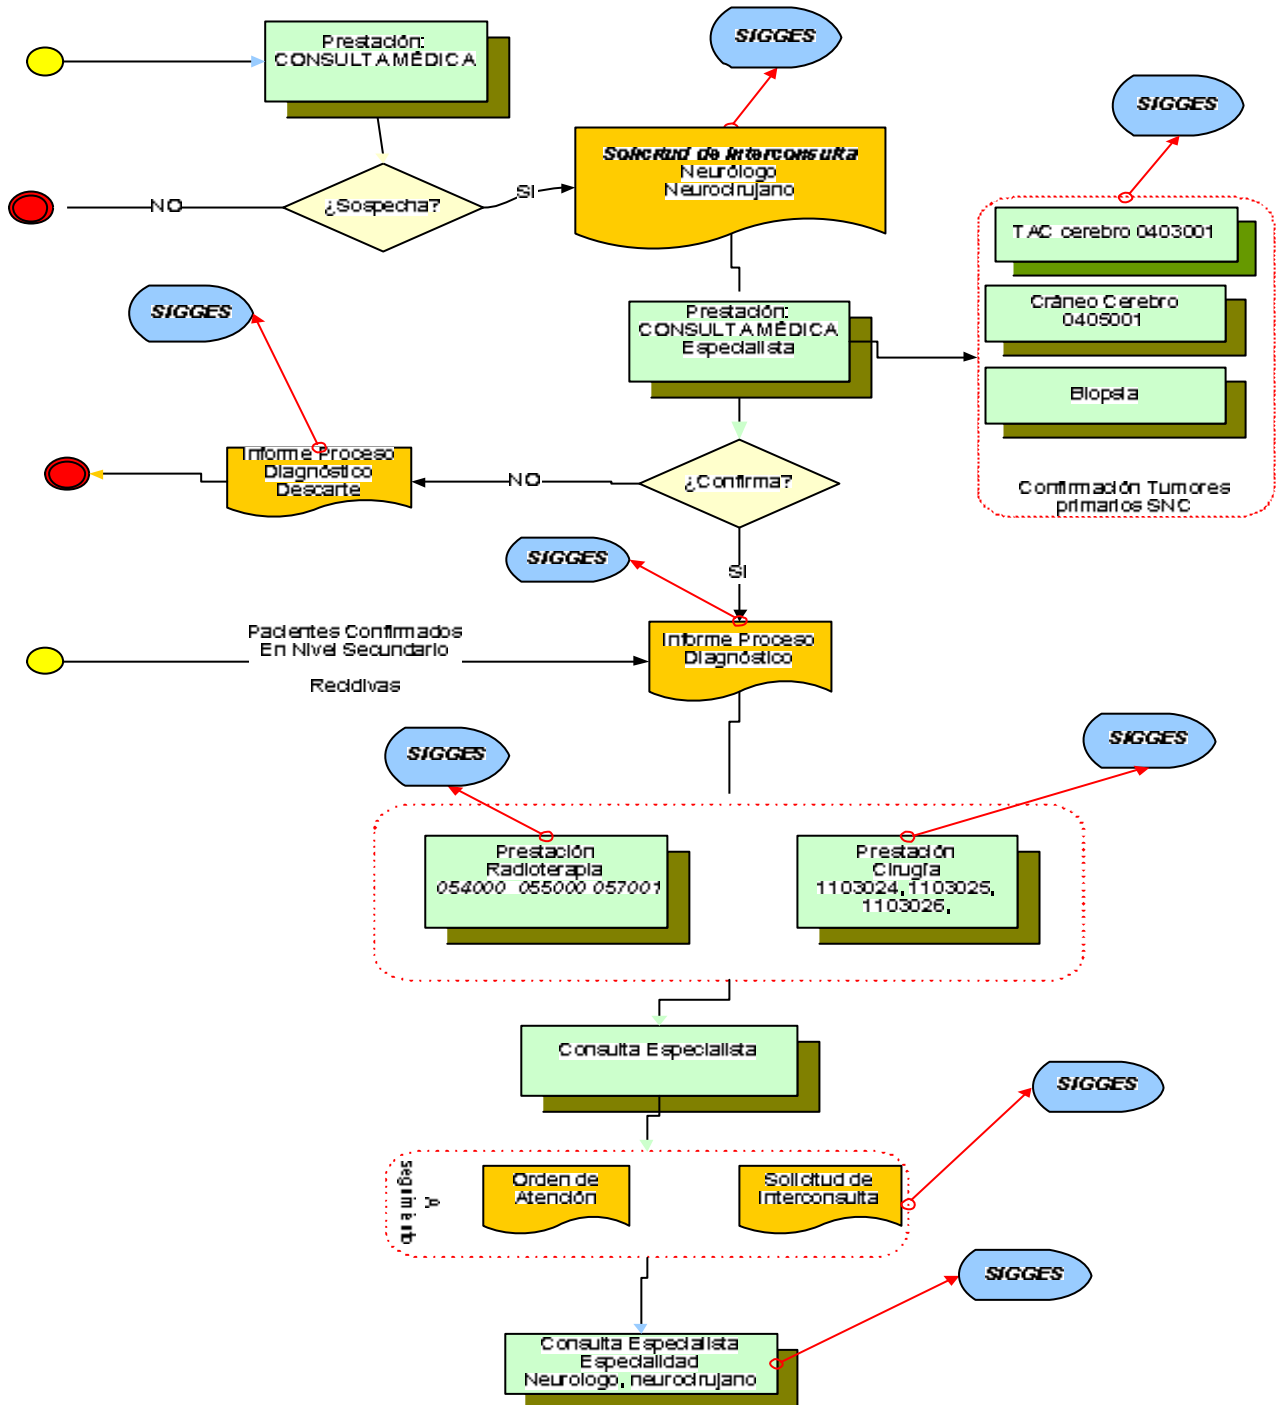 Prestación:
CONSULTA MÉDICA
SIGGES
SIGGES
Solicitud de Interconsulta
Neurólogo
Neurocirujano
SI
NO
¿Sospecha?
TAC cerebro 0403001
Cráneo Cerebro
0405001
Biopsia
Confirmación Tumores
primarios SNC
SIGGES
Prestación:
CONSULTA MÉDICA
Especialista
Informe Proceso
Diagnóstico
Descarte
NO
¿Confirma?
SIGGES
SI
Pacientes Confirmados
En Nivel Secundario
Recidivas
Informe Proceso
Diagnóstico
SIGGES
SIGGES
Prestación
Radioterapia
054000 055000 057001
Prestación
Cirugía
1103024, 1103025,
1103026,
Consulta Especialista
SIGGES
A
seguimiento
Orden de
Atención
Solicitud de
Interconsulta
SIGGES
Consulta Especialista
Especialidad
Neurologo, neurocirujano